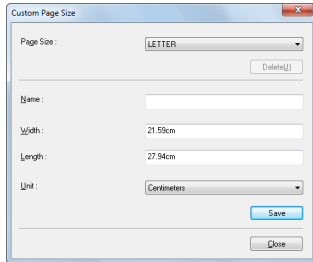 Custom Page Size
Page Size : LETTER
Delete(J)
Name :
Width : 21.59cm
Length : 27.94cm
Unit : Centimeters
Save
Close